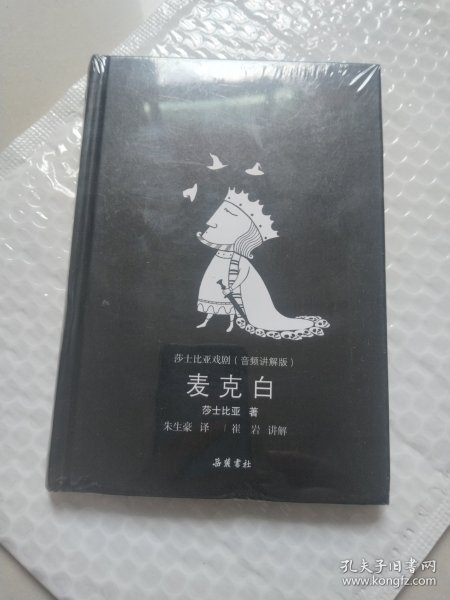 莎士比亚戏剧（音频讲解版）
麦克白
莎士比亚 著
朱生豪 译 | 崔 岩 讲解
岳麓书社
孔夫子旧书网
www.kongfz.com